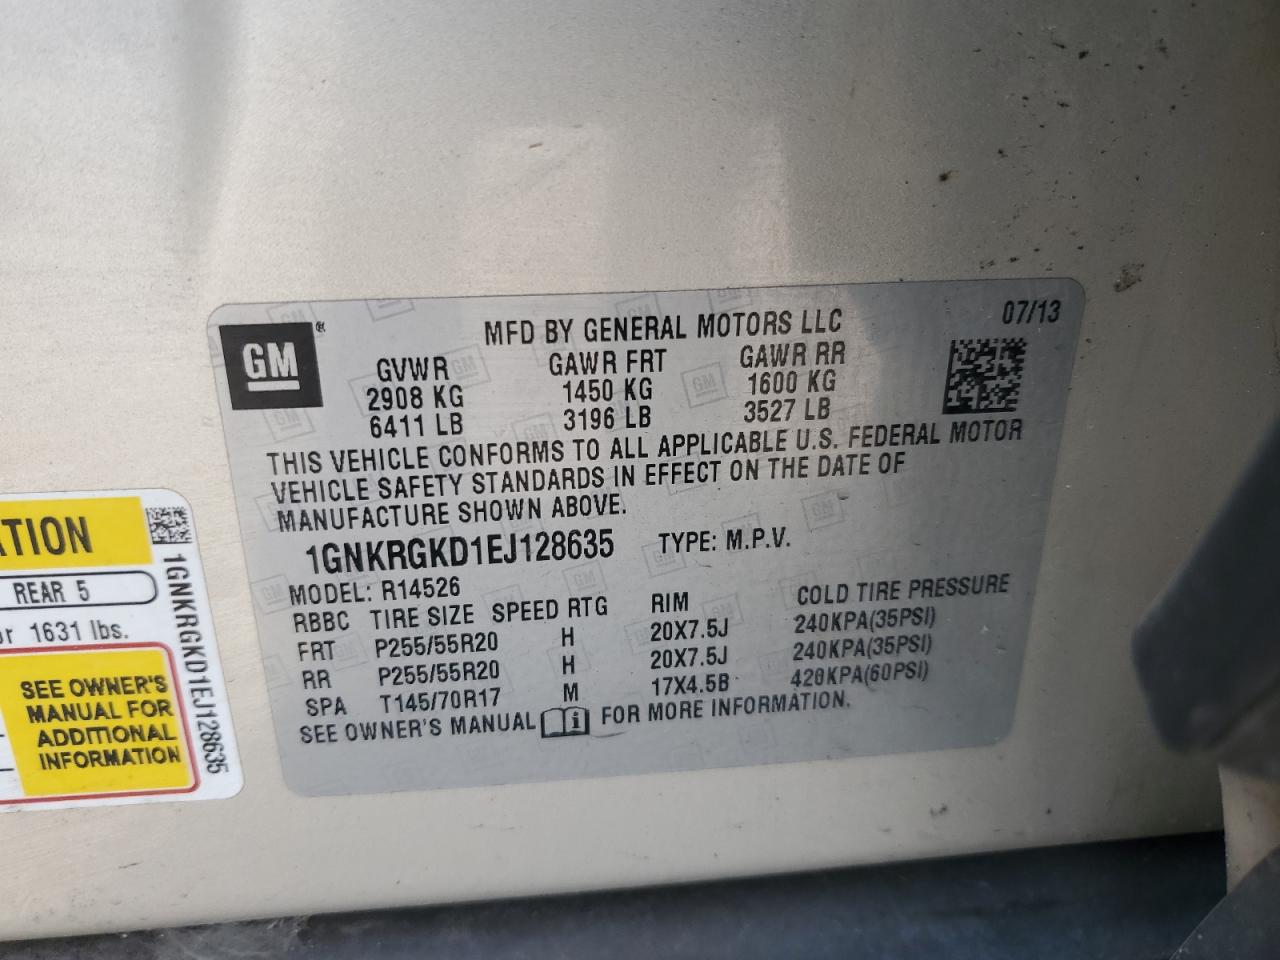 GM
®
MFD BY GENERAL MOTORS LLC
07/13
GVWR GAWR FRT GAWR RR
2908 KG 1450 KG 1600 KG
6411 LB 3196 LB 3527 LB
THIS VEHICLE CONFORMS TO ALL APPLICABLE U.S. FEDERAL MOTOR
VEHICLE SAFETY STANDARDS IN EFFECT ON THE DATE OF
MANUFACTURE SHOWN ABOVE.
1GNKRGKD1EJ128635 TYPE: M.P.V.
MODEL: R14526
RBBC TIRE SIZE SPEED RTG RIM COLD TIRE PRESSURE
FRT P255/55R20 H 20X7.5J 240KPA(35PSI)
RR P255/55R20 H 20X7.5J 240KPA(35PSI)
SPA T145/70R17 M 17X4.5B 420KPA(60PSI)
SEE OWNER'S MANUAL i FOR MORE INFORMATION.
REAR 5
1631 lbs.
SEE OWNER'S
MANUAL FOR
ADDITIONAL
INFORMATION
1GNKRGKD1EJ128635